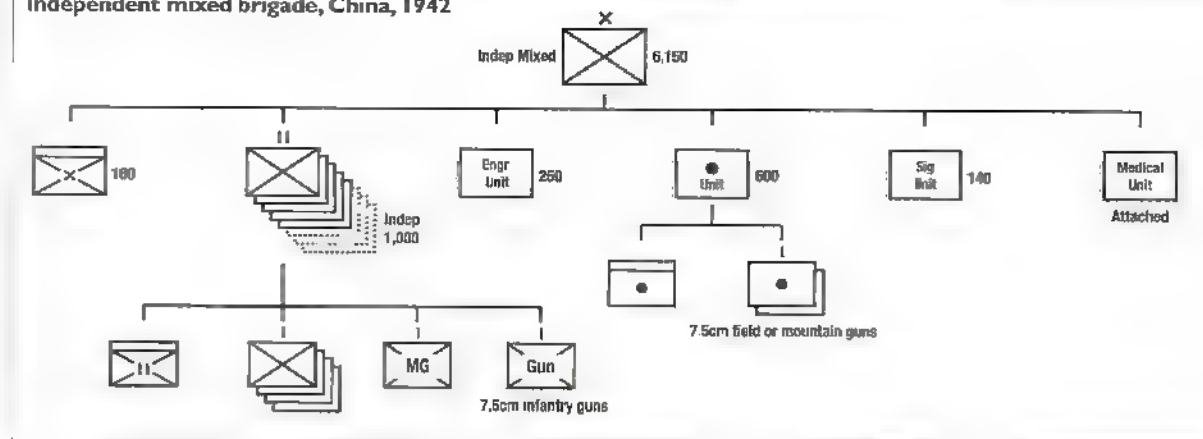 Independent mixed brigade, China, 1942
Indep Mixed
6,150
160
Indep
1,000
Engr
Unit
250
Unit
600
Sig
Unit
140
Medical
Unit
Attached
7.5cm field or mountain guns
MG
Gun
7.5cm infantry guns